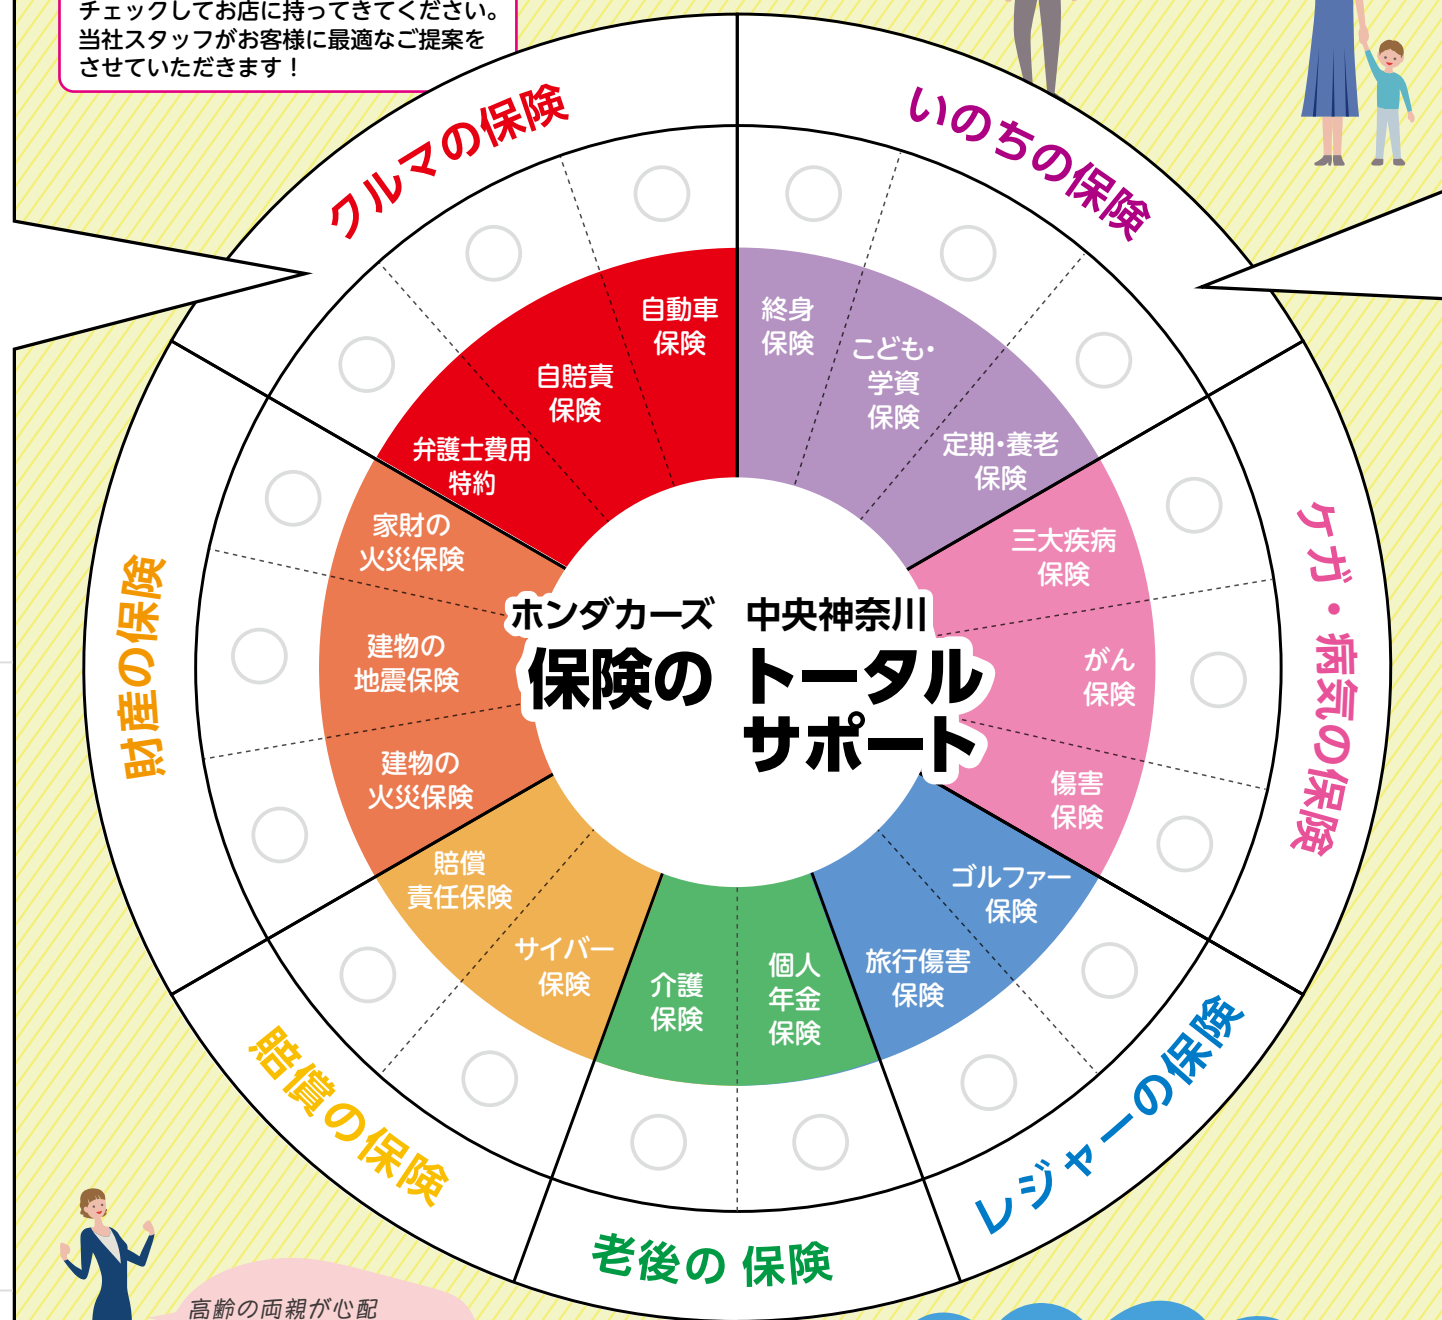 チェックしてお店に持ってきてください。
当社スタッフがお客様に最適なご提案を
させていただきます！
クルマの保険
いのちの保険
ケガ・病気の保険
レジャーの保険
老後の保険
賠償の保険
財産の保険
自動車
保険
自賠責
保険
弁護士費用
特約
終身
保険
こども・
学資
保険
定期・養老
保険
三大疾病
保険
がん
保険
傷害
保険
ゴルファー
保険
旅行傷害
保険
個人
年金
保険
介護
保険
サイバー
保険
賠償
責任保険
建物の
火災保険
建物の
地震保険
家財の
火災保険
ホンダカーズ 中央神奈川
保険の トータル
サポート
高齢の両親が心配